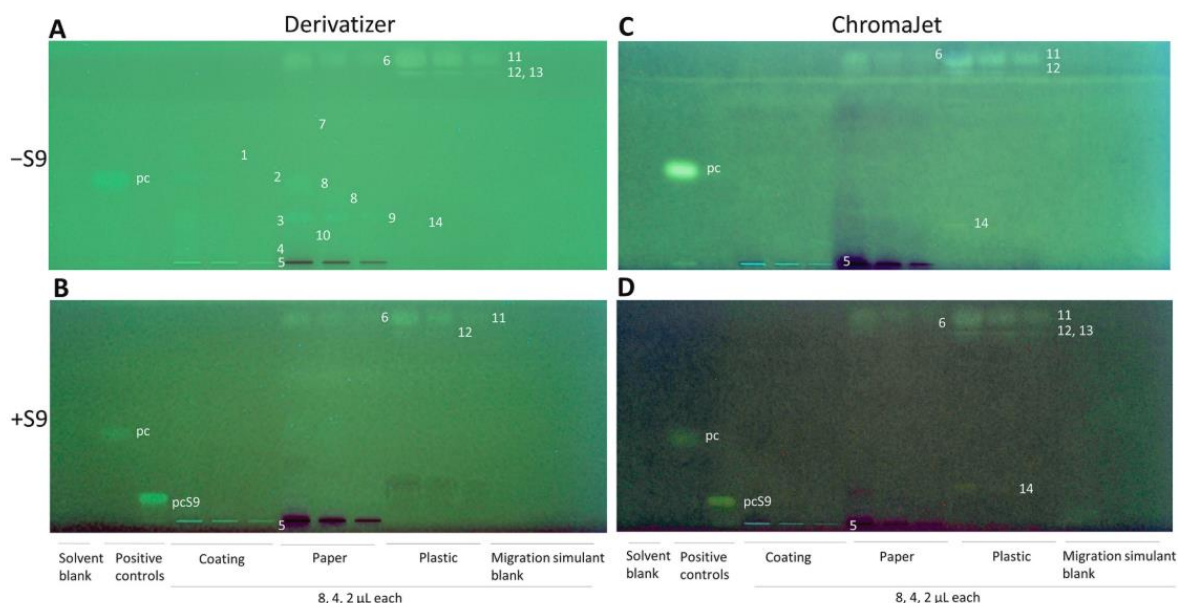 Derivatizer
ChromaJet
A
6
11
12, 13
7
1
pc
2
8
8
3
9
14
10
4
5
C
6
11
12
pc
14
5
−S9
B
6
11
12
pc
pcS9
5
D
6
11
12, 13
pc
pcS9
14
5
+S9
Solvent
blank
Positive
controls
Coating
Paper
Plastic
Migration simulant
blank
8, 4, 2 µL each
Solvent
blank
Positive
controls
Coating
Paper
Plastic
Migration simulant
blank
8, 4, 2 µL each